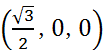 (√3/2, 0, 0)